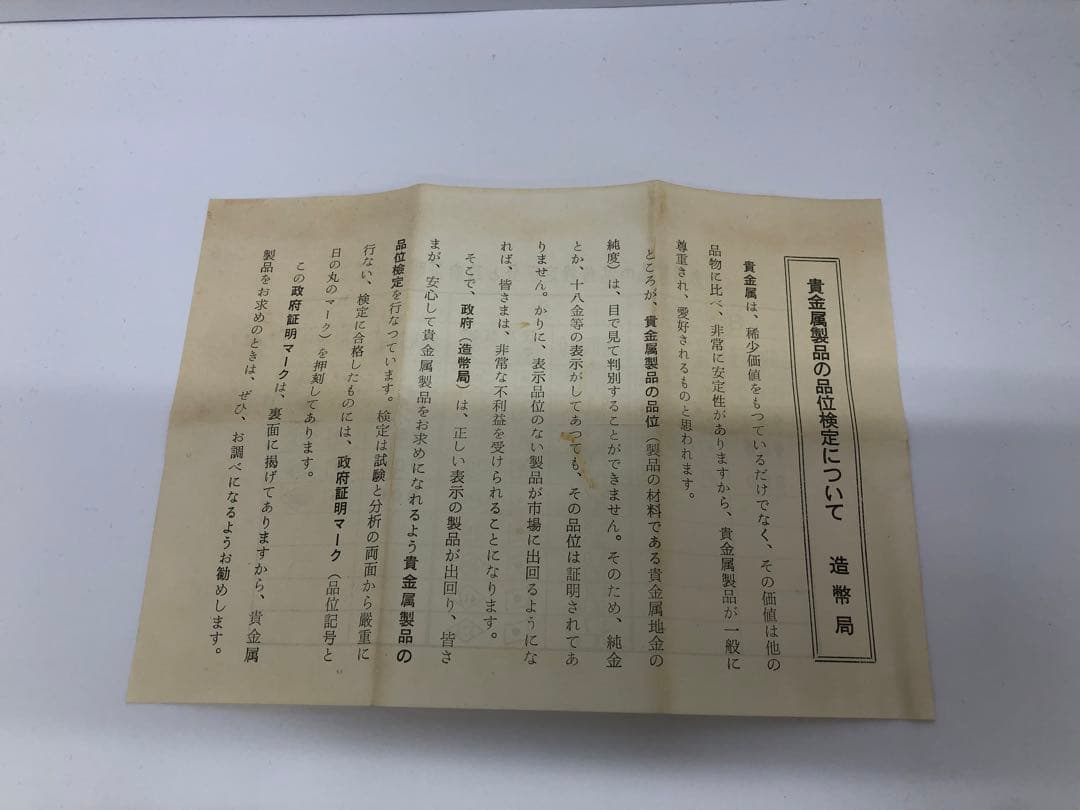 貴金属製品の品位検定について　造幣局
貴金属は、稀少価値をもつているだけでなく、その価値は他の
品物に比べ、非常に安定性がありますから、貴金属製品が一般に
尊重され、愛好されるものと思われます。
ところが、貴金属製品の品位（製品の材料である貴金属地金の
純度）は、目で見て判別することができません。そのため、純金
とか、十八金等の表示がしてあつても、その品位は証明されてあ
りません。かりに、表示品位のない製品が市場に出回るようにな
れば、皆さまは、非常な不利益を受けられることになります。
そこで、政府（造幣局）は、正しい表示の製品が出回り、皆さ
まが、安心して貴金属製品をお求めになれるよう貴金属製品の
品位検定を行なつています。検定は試験と分析の両面から厳重に
行ない、検定に合格したものには、政府証明マーク（品位記号と
日の丸のマーク）を押刻してあります。
この政府証明マークは、裏面に掲げてありますから、貴金属
製品をお求めのときは、ぜひ、お調べになるようお勧めします。